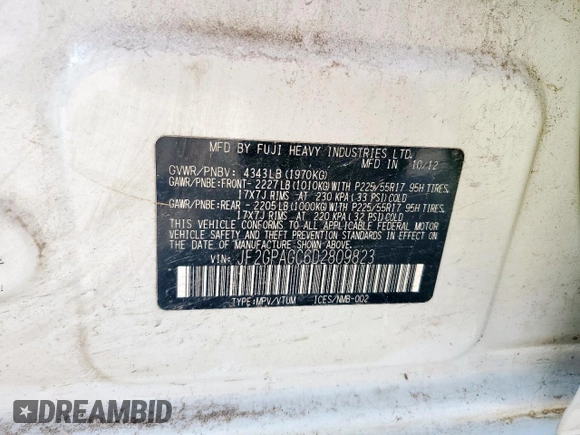 MFD BY FUJI HEAVY INDUSTRIES LTD.
MFD IN 10/12
GVWR/PNBV: 4343LB(1970KG)
GAWR/PNBE:FRONT- 2227LB(1010KG)WITH P225/55R17 95H TIRES
17X7J RIMS AT 230 KPA(33 PSI)COLD
GAWR/PNBE:REAR - 2205LB(1000KG)WITH P225/55R17 95H TIRES
17X7J RIMS AT 220 KPA(32 PSI)COLD
THIS VEHICLE CONFORMS TO ALL APPLICABLE FEDERAL MOTOR
VEHICLE SAFETY AND THEFT PREVENTION STANDARDS IN EFFECT
ON THE DATE OF MANUFACTURE SHOWN ABOVE.
VIN: JF2GPAGC6D2809823
TYPE:MPV/VTUM ICES/NMB-002
DREAMBID